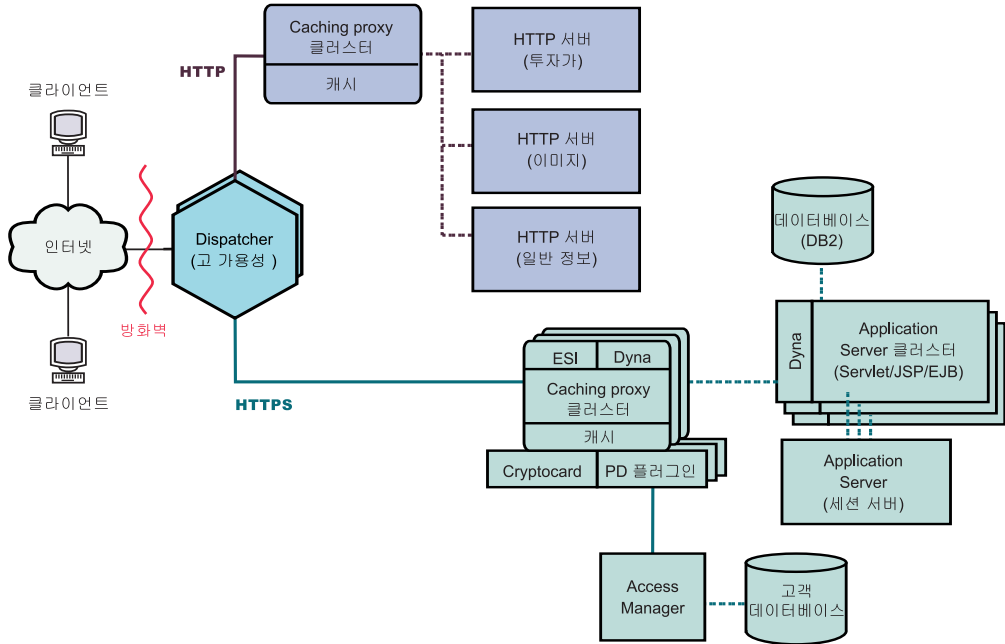 Caching proxy
클러스터
캐시
HTTP
HTTP 서버
(투자가)
HTTP 서버
(이미지)
HTTP 서버
(일반 정보)
클라이언트
인터넷
방화벽
클라이언트
Dispatcher
(고 가용성 )
HTTPS
ESI
Dyna
Caching proxy
클러스터
캐시
Cryptocard
PD 플러그인
데이터베이스
(DB2)
Dyna
Application
Server 클러스터
(Servlet/JSP/EJB)
Application
Server
(세션 서버)
Access
Manager
고객
데이터베이스